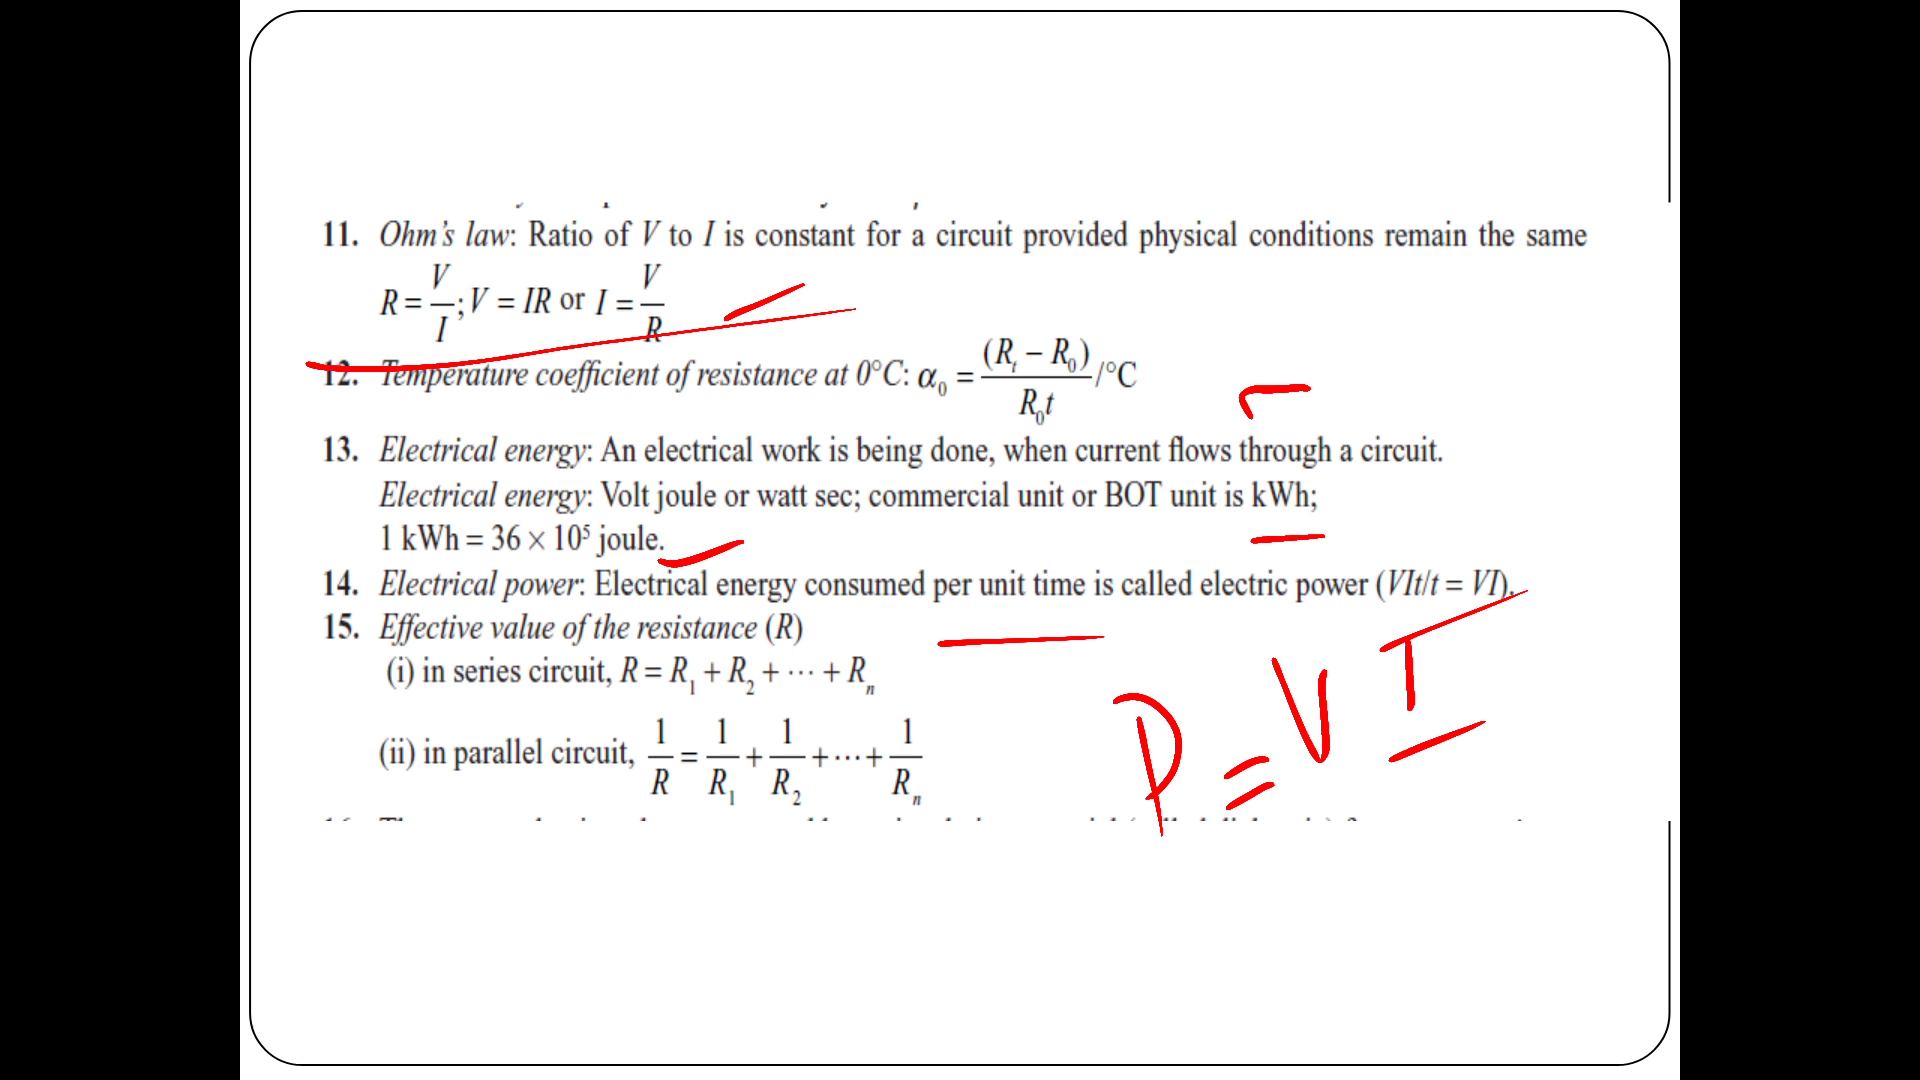 11. Ohm's law: Ratio of V to I is constant for a circuit provided physical conditions remain the same
R = V/I; V = IR or I = V/R
12. Temperature coefficient of resistance at 0°C: α₀ = (Rₜ – R₀)/R₀t /°C
13. Electrical energy: An electrical work is being done, when current flows through a circuit.
Electrical energy: Volt joule or watt sec; commercial unit or BOT unit is kWh;
1 kWh = 36 × 10⁵ joule.
14. Electrical power: Electrical energy consumed per unit time is called electric power (VIt/t = VI).
15. Effective value of the resistance (R)
(i) in series circuit, R = R₁ + R₂ + ··· + Rₙ
(ii) in parallel circuit, 1/R = 1/R₁ + 1/R₂ + ··· + 1/Rₙ
P = VI